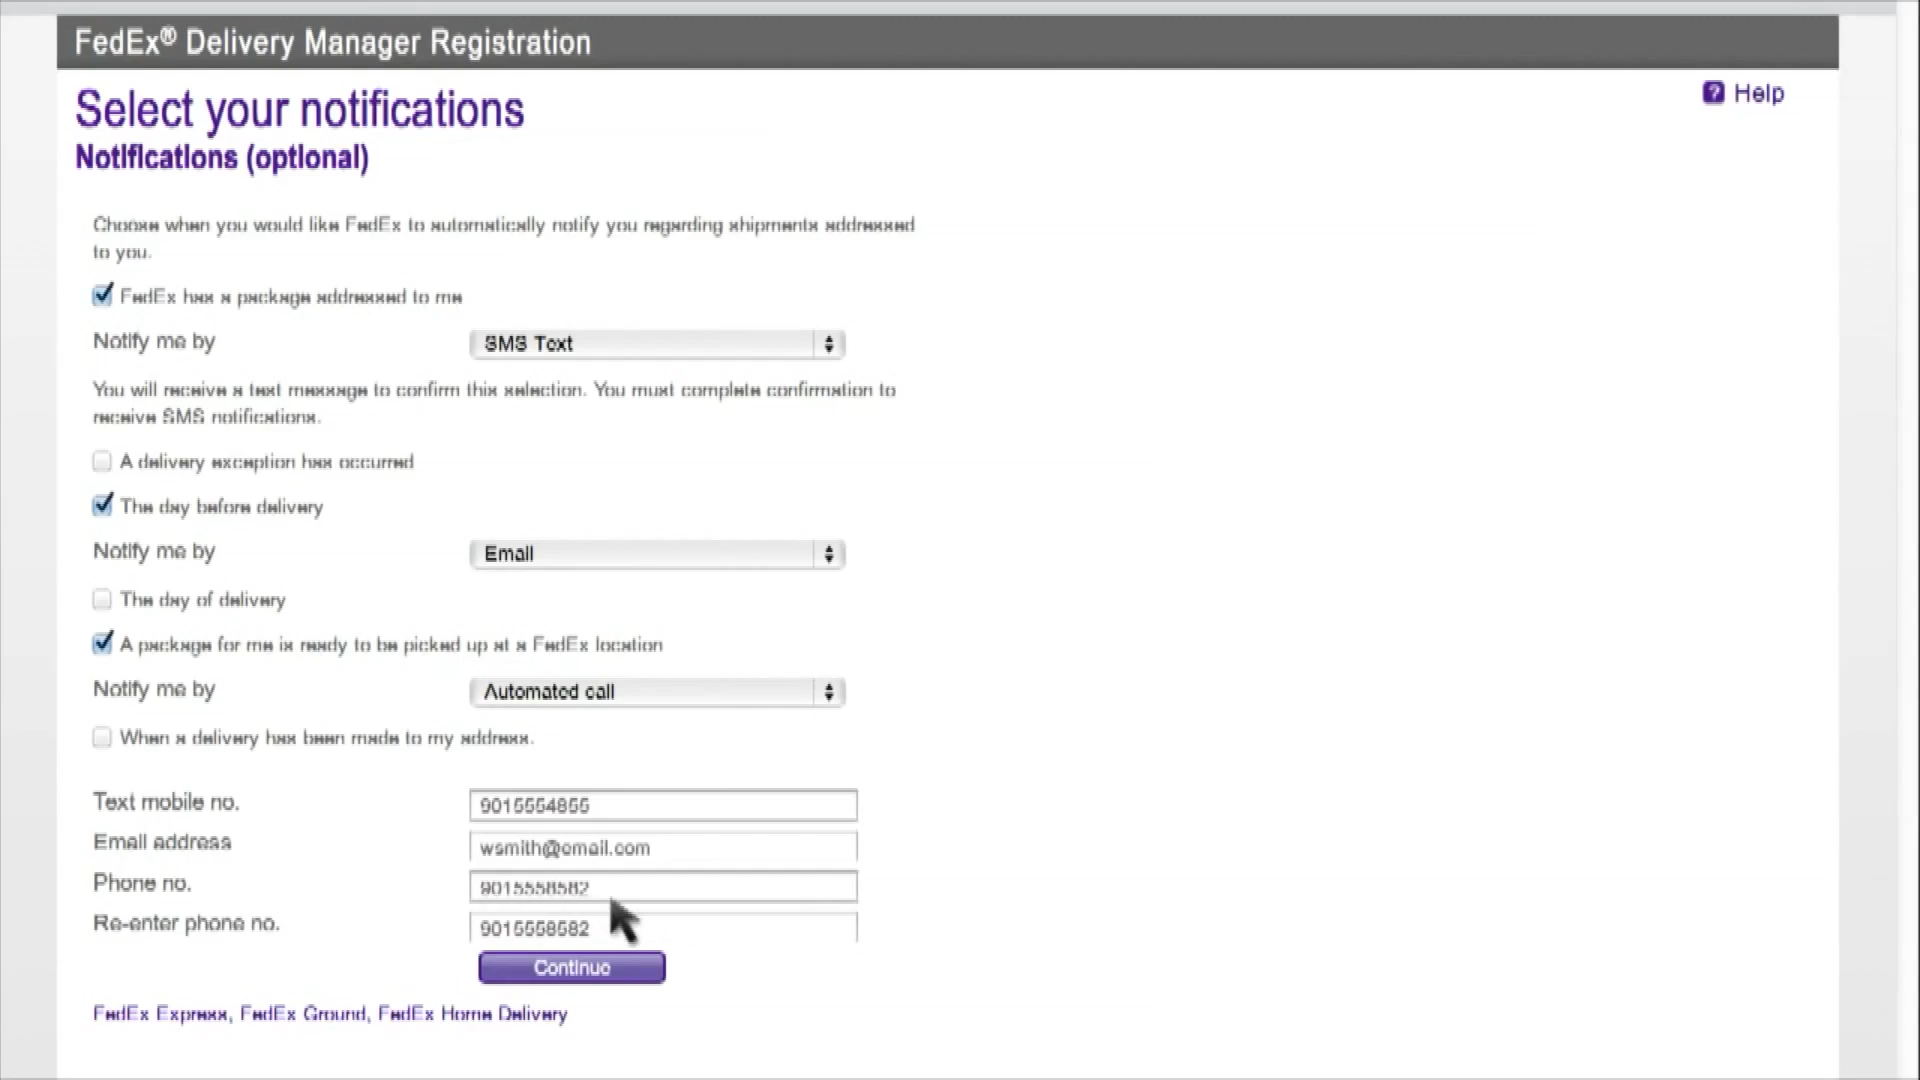 FedEx® Delivery Manager Registration
Select your notifications
Help
Notifications (optional)
Choose when you would like FedEx to automatically notify you regarding shipments addressed
to you.
FedEx has a package addressed to me
Notify me by SMS Text
You will receive a text message to confirm this selection. You must complete confirmation to
receive SMS notifications.
A delivery exception has occurred
The day before delivery
Notify me by Email
The day of delivery
A package for me is ready to be picked up at a FedEx location
Notify me by Automated call
When a delivery has been made to my address.
Text mobile no. 9015554855
Email address wsmith@email.com
Phone no. 9015558582
Re-enter phone no. 9015558582
Continue
FedEx Express, FedEx Ground, FedEx Home Delivery